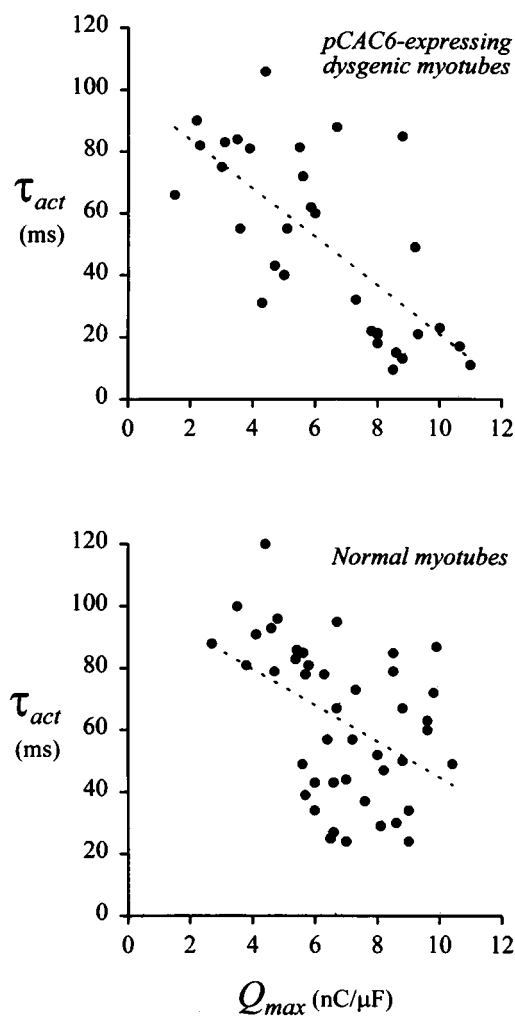 pCAC6-expressing
dysgenic myotubes
120
100
80
60
40
20
0
τact
(ms)
0 2 4 6 8 10 12
Normal myotubes
120
100
80
60
40
20
0
τact
(ms)
0 2 4 6 8 10 12
Qmax (nC/μF)